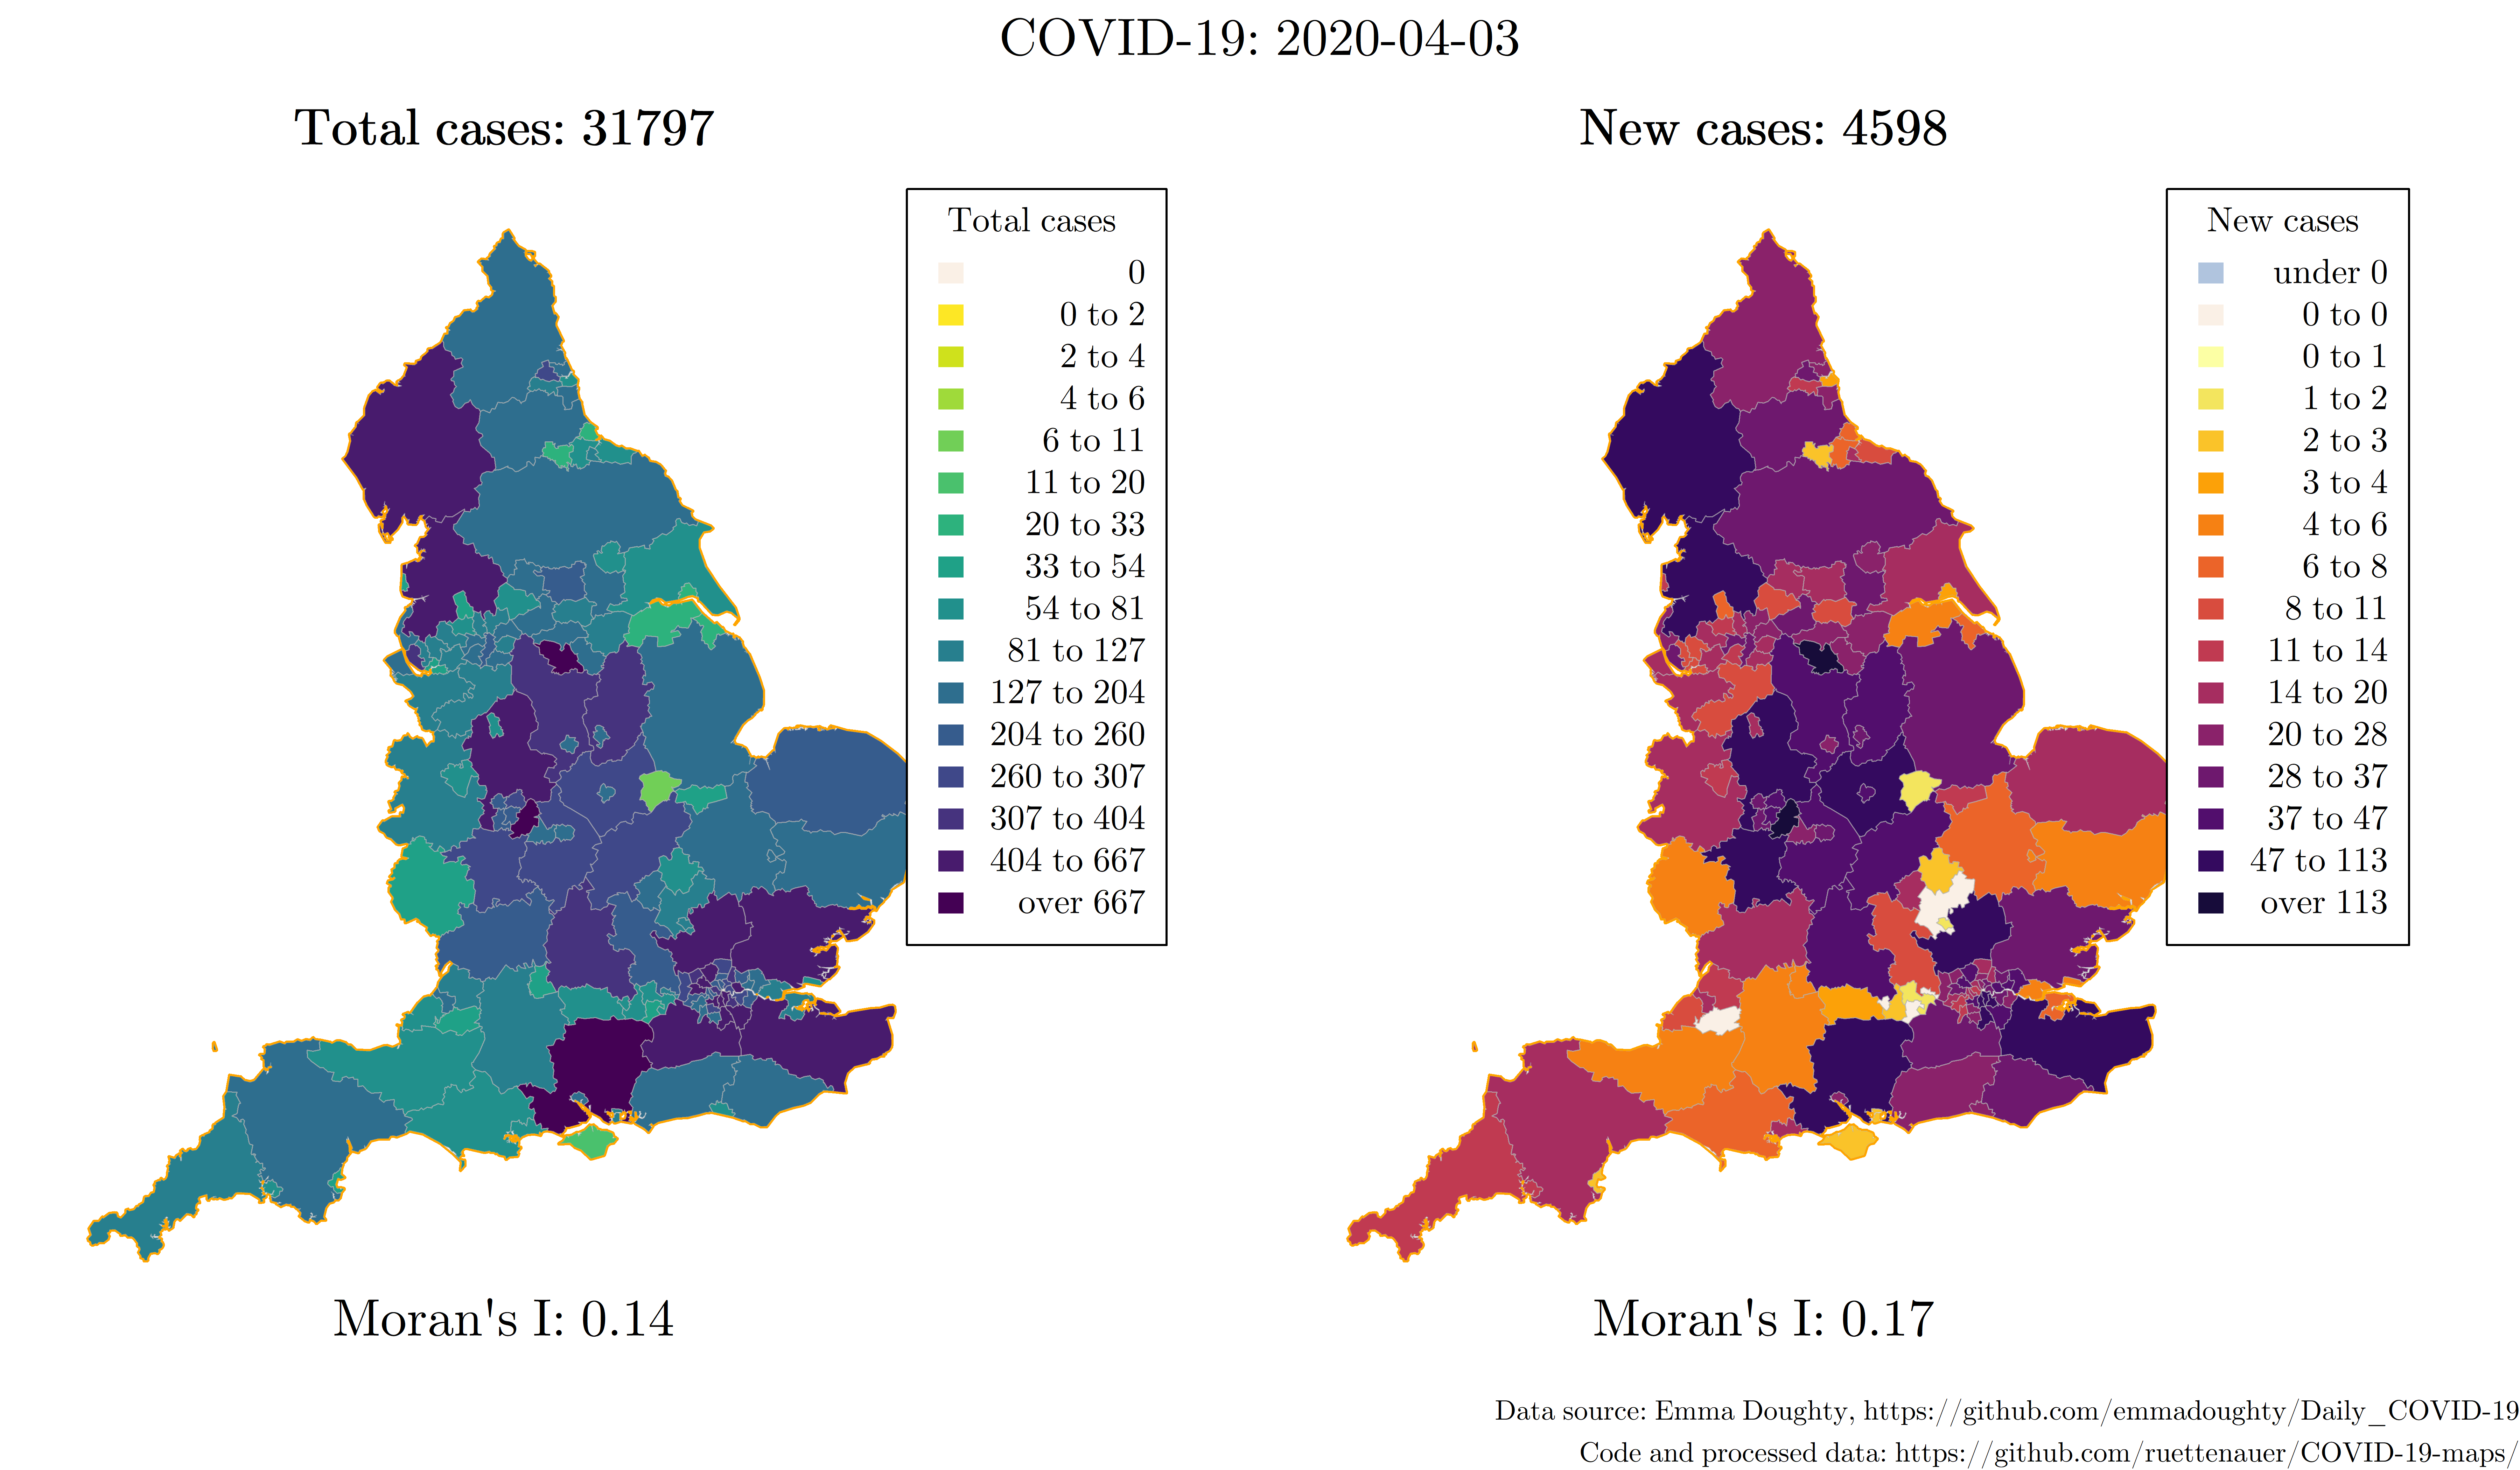 COVID-19: 2020-04-03
Total cases: 31797
Total cases
0
0 to 2
2 to 4
4 to 6
6 to 11
11 to 20
20 to 33
33 to 54
54 to 81
81 to 127
127 to 204
204 to 260
260 to 307
307 to 404
404 to 667
over 667
Moran's I: 0.14
New cases: 4598
New cases
under 0
0 to 0
0 to 1
1 to 2
2 to 3
3 to 4
4 to 6
6 to 8
8 to 11
11 to 14
14 to 20
20 to 28
28 to 37
37 to 47
47 to 113
over 113
Moran's I: 0.17
Data source: Emma Doughty, https://github.com/emmadoughty/Daily_COVID-19
Code and processed data: https://github.com/ruettenauer/COVID-19-maps/